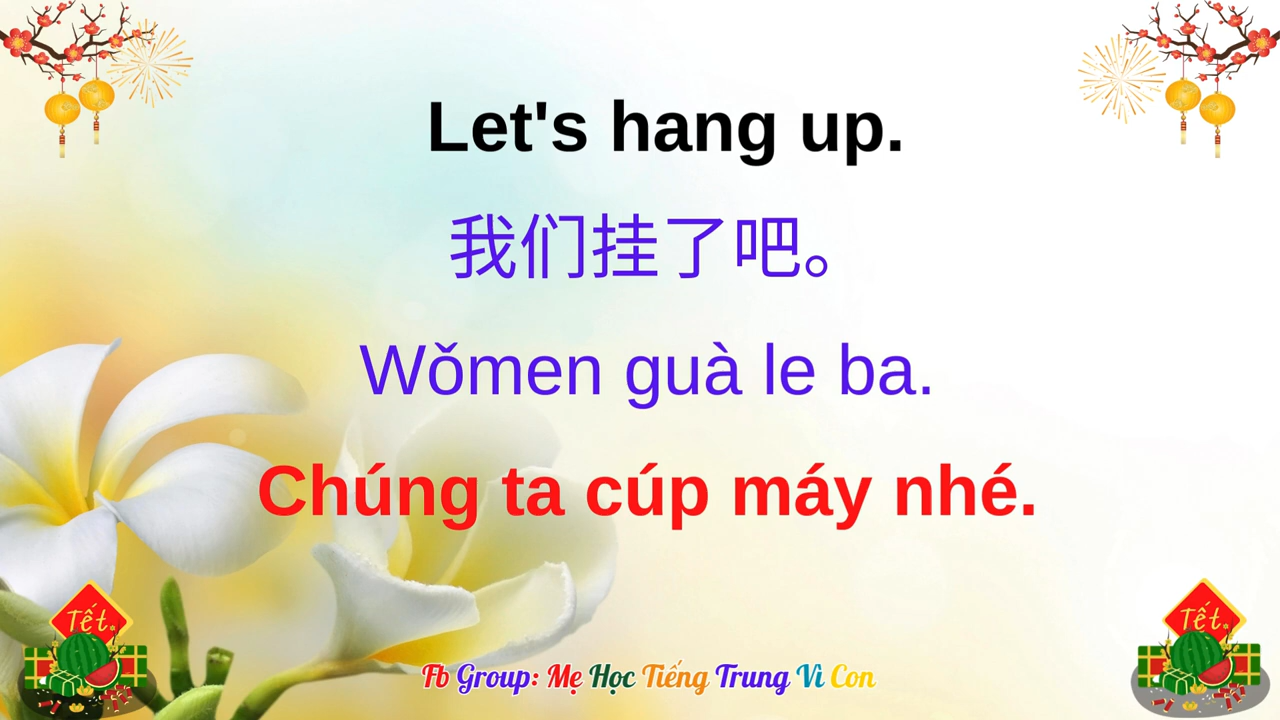 Let's hang up.
我们挂了吧。
Wǒmen guà le ba.
Chúng ta cúp máy nhé.
Tết
Tết
Fb Group: Mẹ Học Tiếng Trung Vì Con